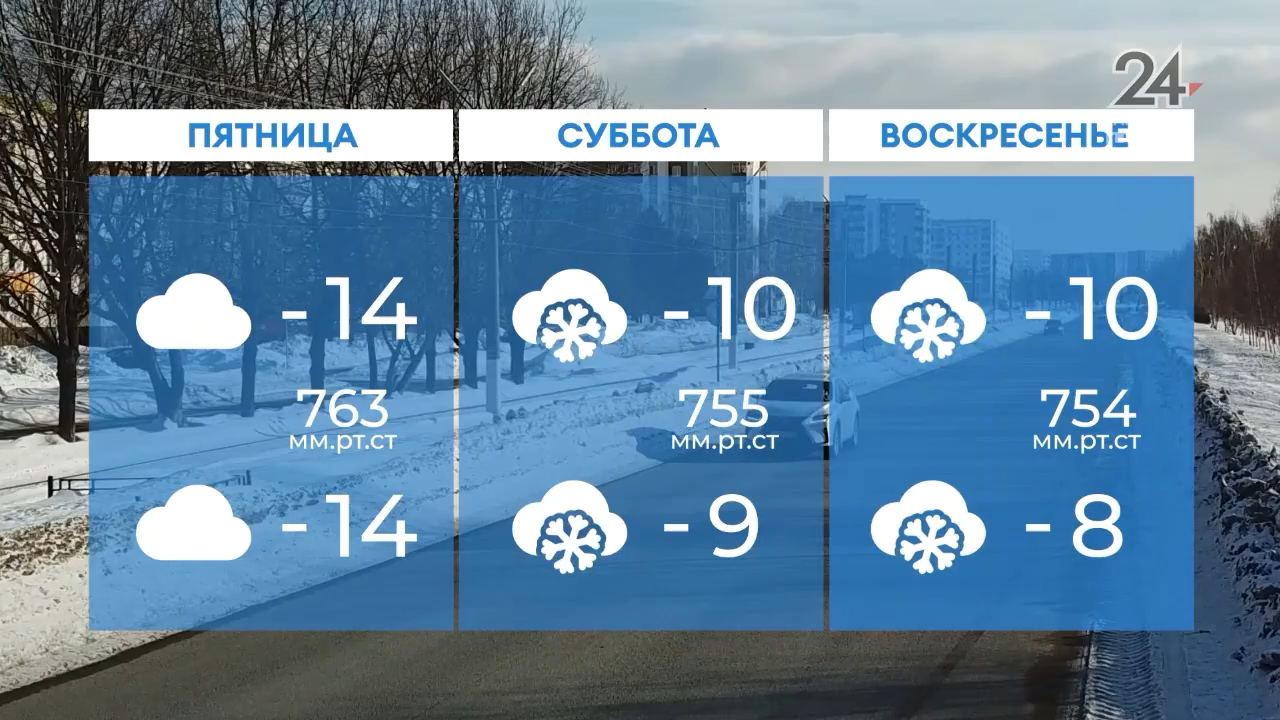 24
ПЯТНИЦА
СУББОТА
ВОСКРЕСЕНЬЕ
-14
763
мм.рт.ст
-14
-10
755
мм.рт.ст
-9
-10
754
мм.рт.ст
-8